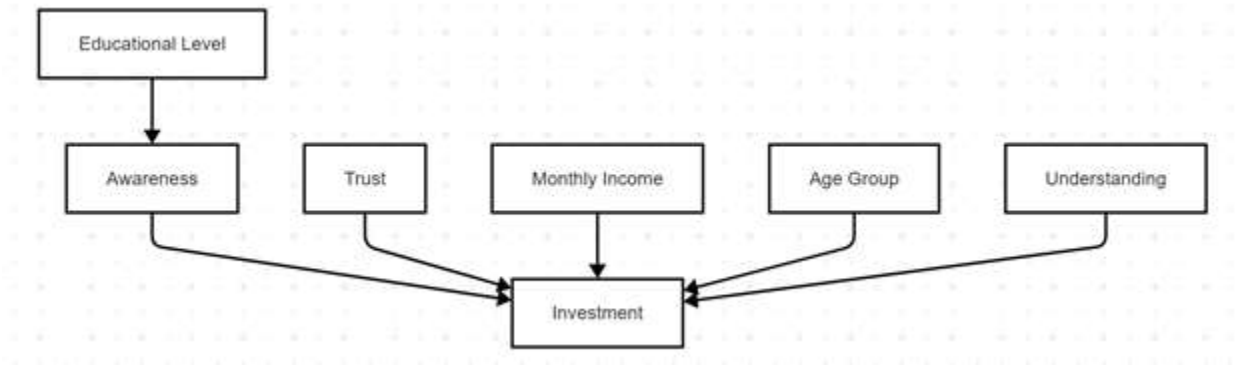 Educational Level
Awareness
Trust
Monthly Income
Age Group
Understanding
Investment